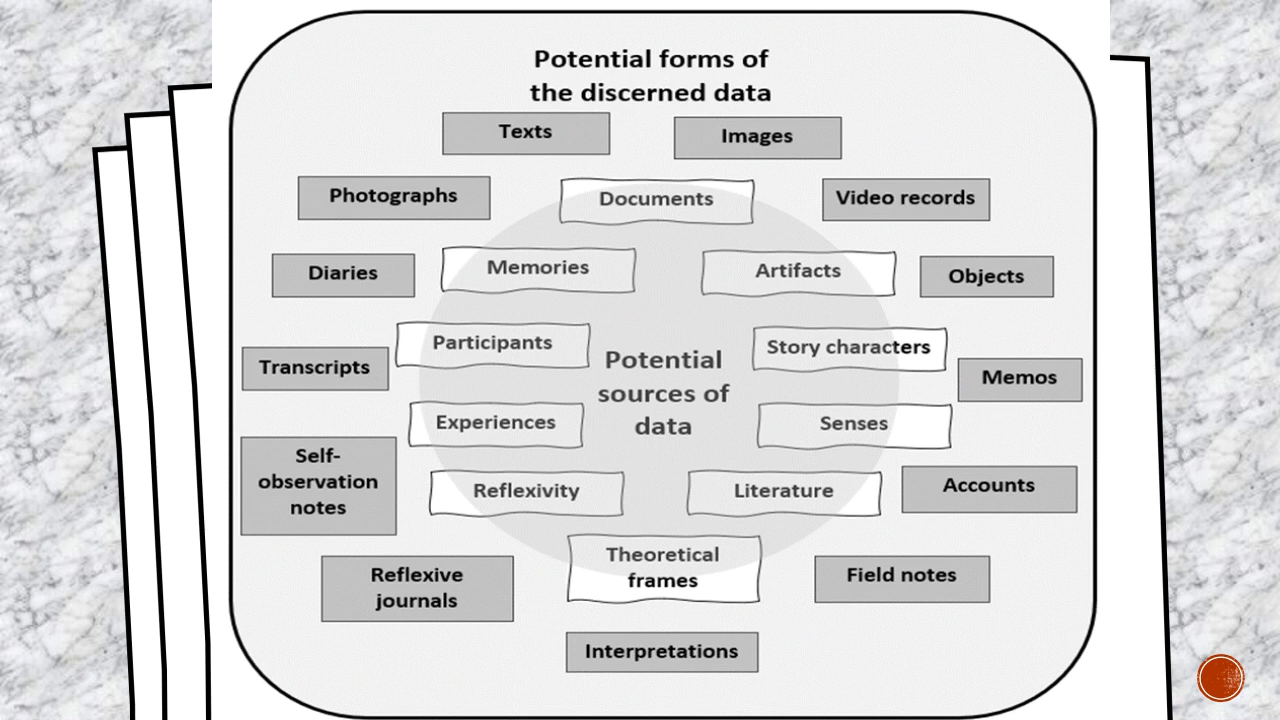 Potential forms of
the discerned data
Texts
Images
Photographs
Documents
Video records
Diaries
Memories
Artifacts
Objects
Transcripts
Participants
Potential
sources of
data
Story characters
Memos
Experiences
Senses
Self-
observation
notes
Reflexivity
Literature
Accounts
Reflexive
journals
Theoretical
frames
Field notes
Interpretations